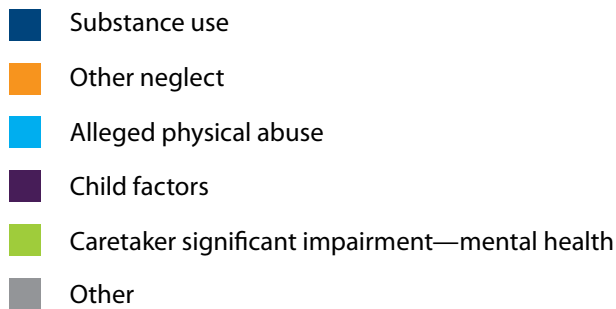 Substance use
Other neglect
Alleged physical abuse
Child factors
Caretaker significant impairment—mental health
Other